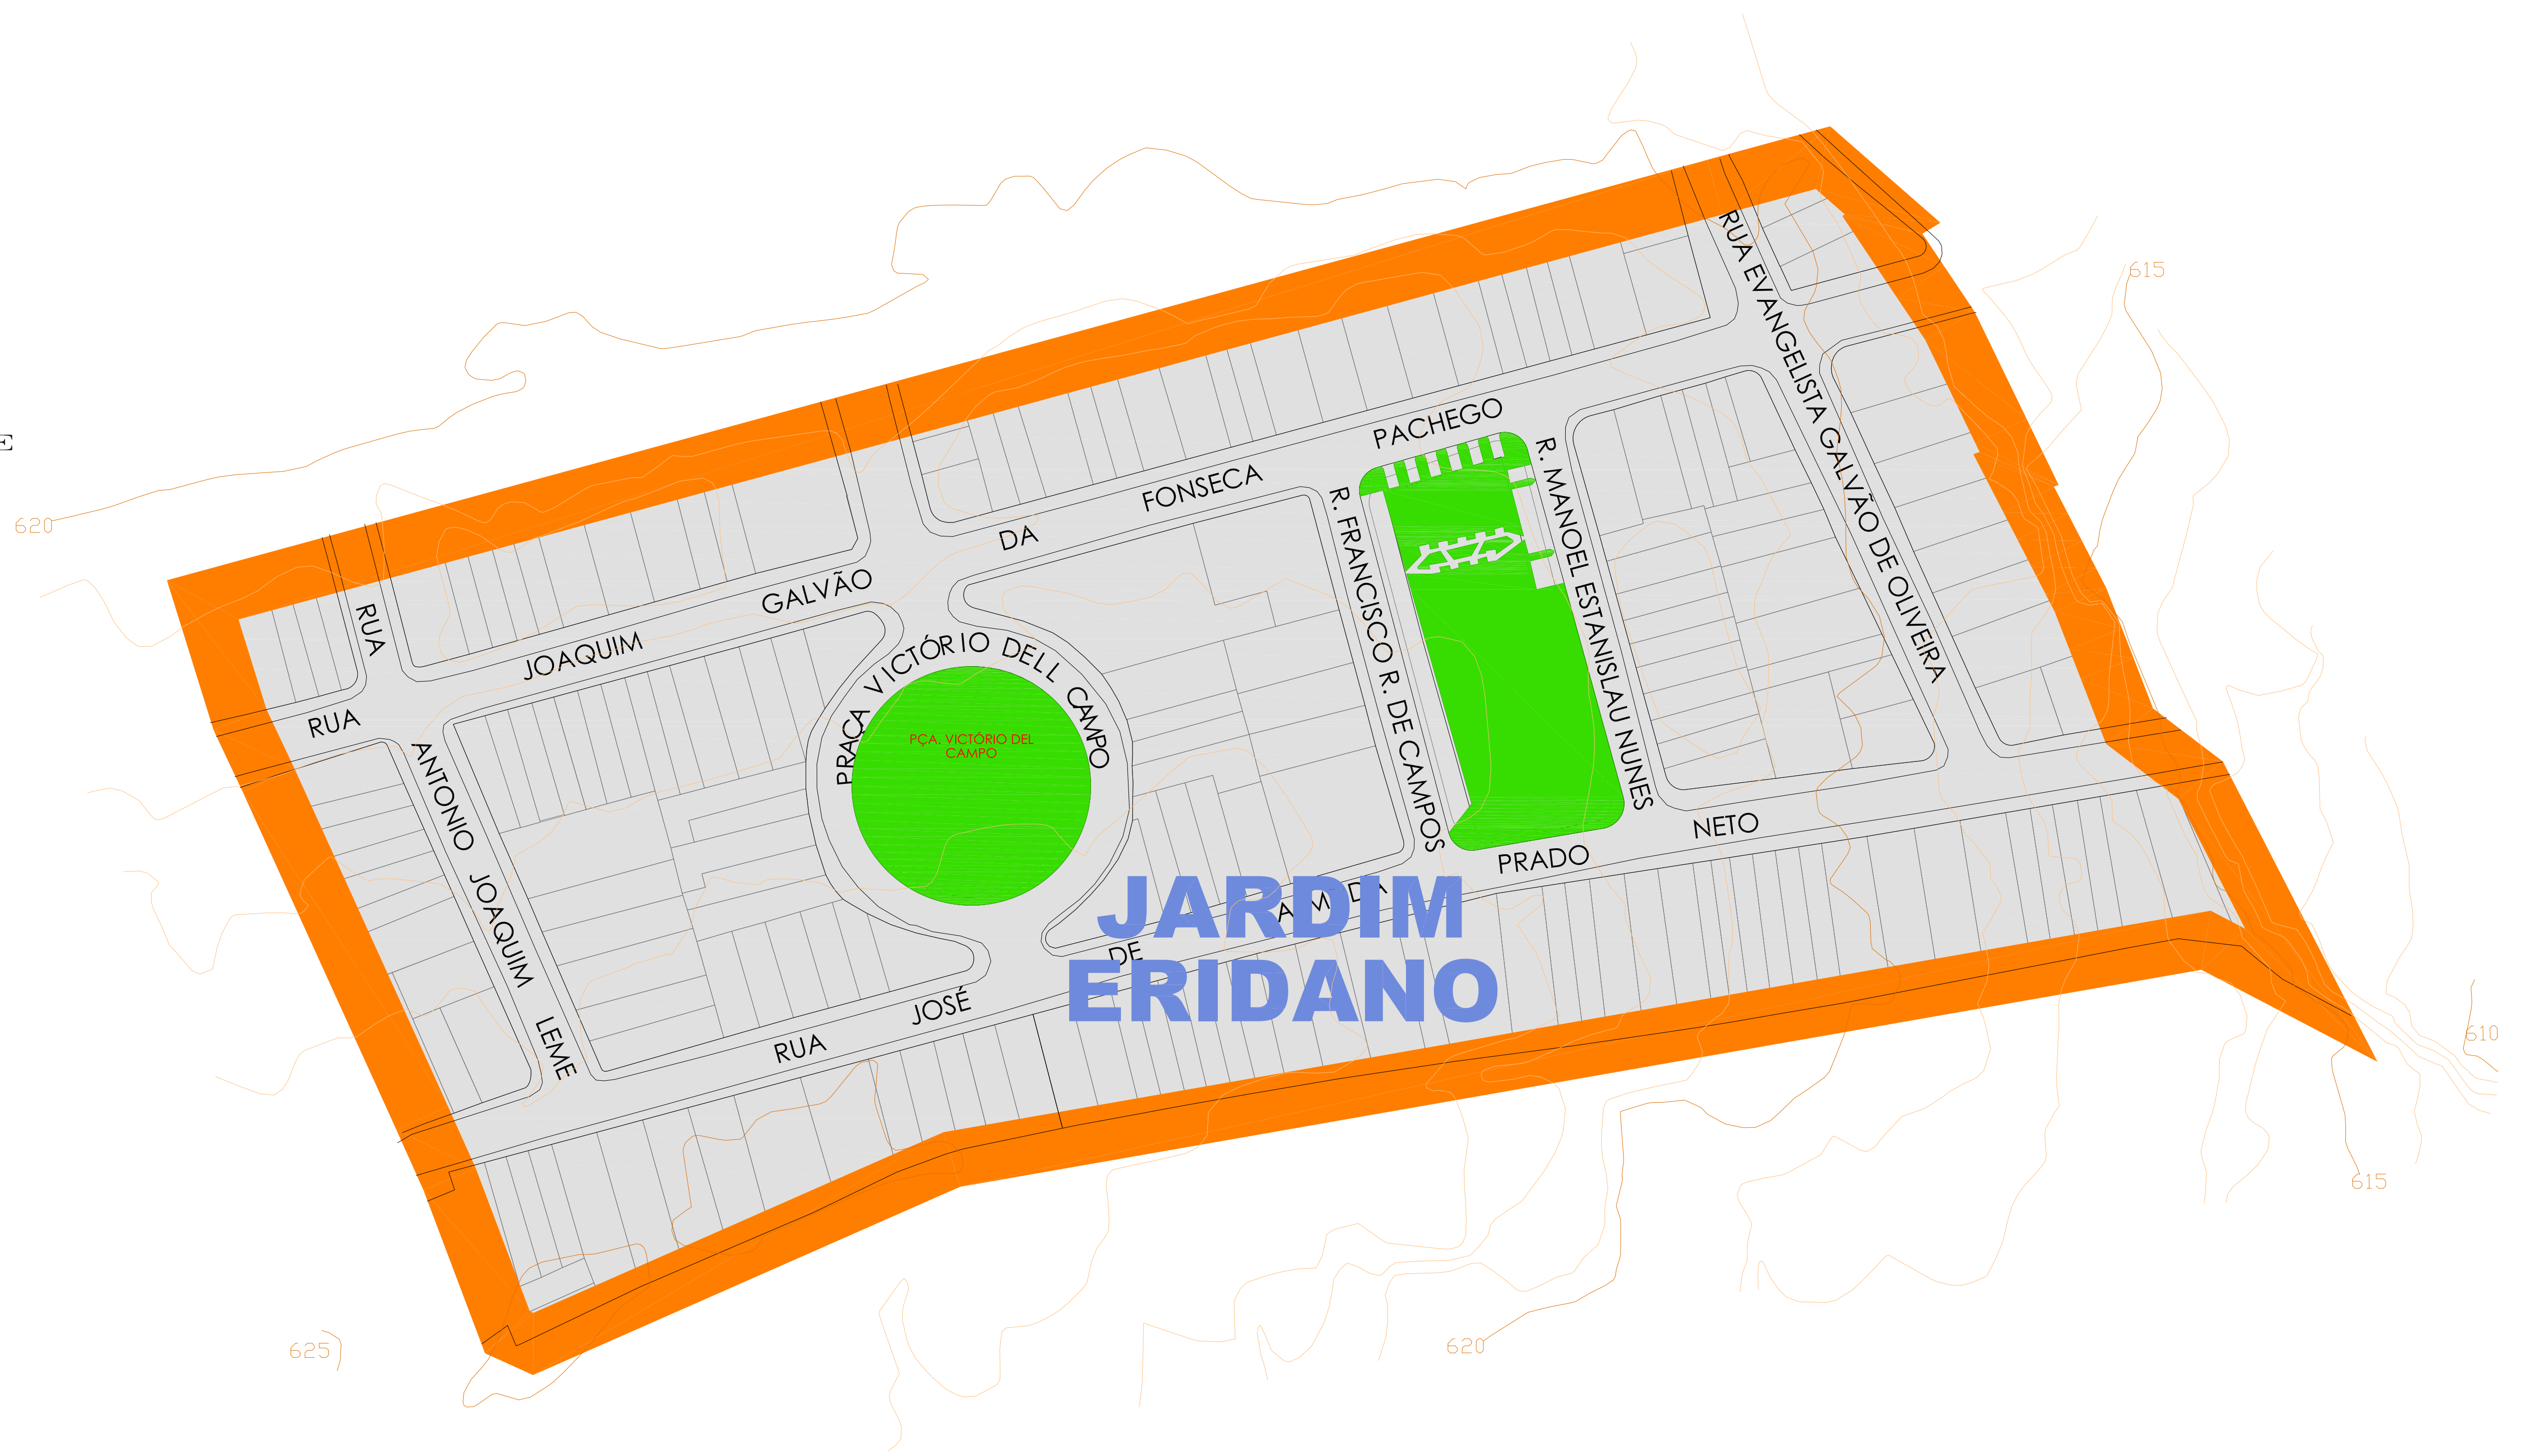 615
E
620
RUA EVANGELISTA GALVÃO DE OLIVEIRA
RUA JOAQUIM GALVÃO DA FONSECA PACHEGO
R. MANOEL ESTANISLAU NUNES
R. FRANCISCO R. DE CAMPOS
RUA ANTONIO JOAQUIM LEME
PRAÇA VICTÓRIO DELL CAMPO
PÇA. VICTÓRIO DEL
CAMPO
RUA JOSÉ DE
PRADO NETO
JARDIM
ERIDANO
610
615
620
625